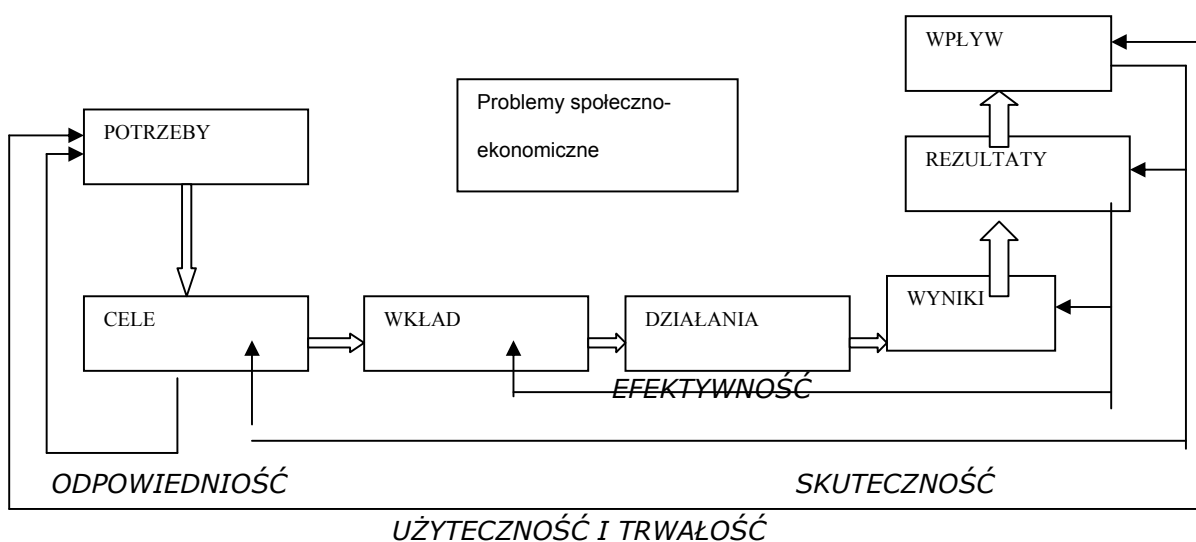 WPŁYW
Problemy społeczno-
ekonomiczne
POTRZEBY
REZULTATY
CELE
WKŁAD
DZIAŁANIA
WYNIKI
EFEKTYWNOŚĆ
ODPOWIEDNIOŚĆ
SKUTECZNOŚĆ
UŻYTECZNOŚĆ I TRWAŁOŚĆ